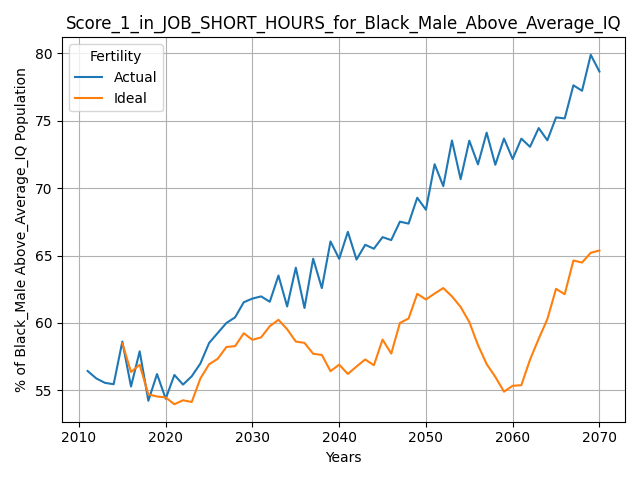 Score_1_in_JOB_SHORT_HOURS_for_Black_Male_Above_Average_IQ
Fertility
Actual
Ideal
% of Black_Male Above_Average_IQ Population
80
75
70
65
60
55
2010
2020
2030
2040
2050
2060
2070
Years